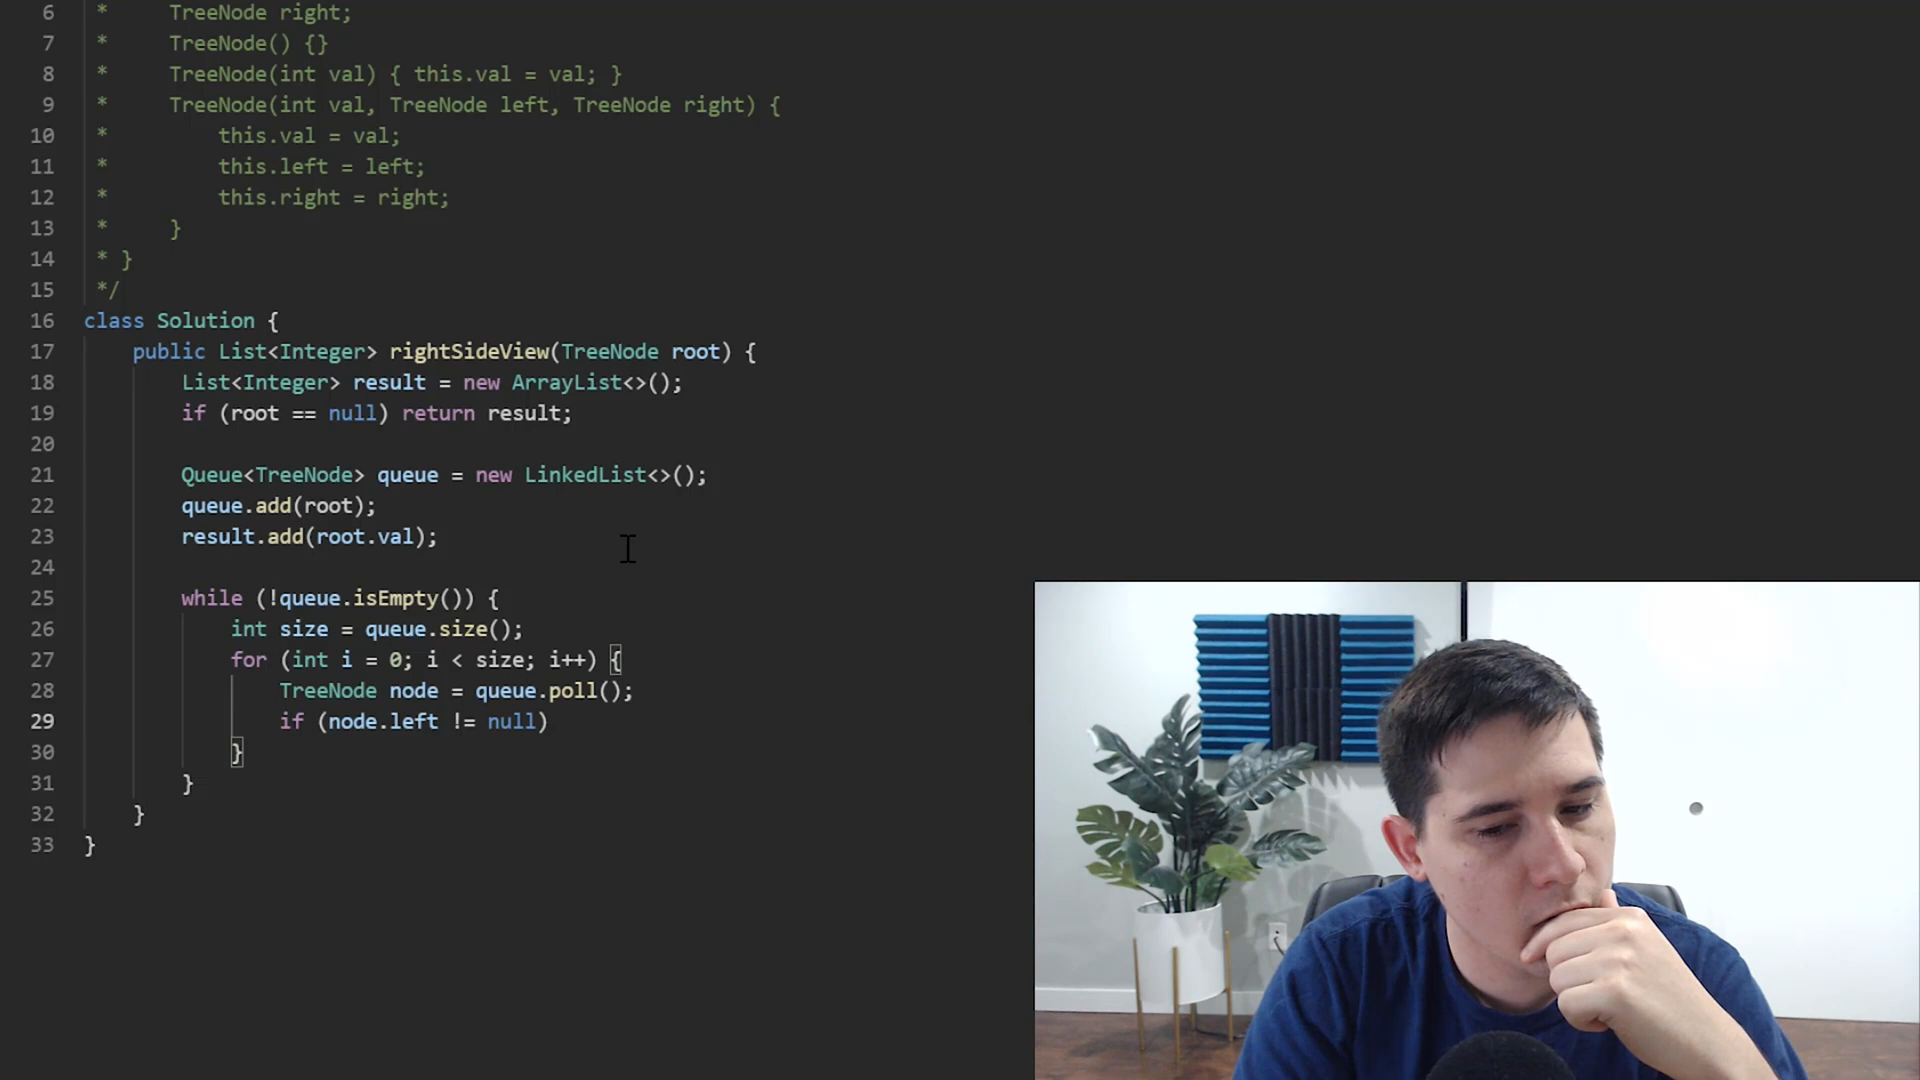 6 * TreeNode right;
7 * TreeNode() {}
8 * TreeNode(int val) { this.val = val; }
9 * TreeNode(int val, TreeNode left, TreeNode right) {
10 * this.val = val;
11 * this.left = left;
12 * this.right = right;
13 * }
14 * }
15 */
16 class Solution {
17 public List<Integer> rightSideView(TreeNode root) {
18 List<Integer> result = new ArrayList<>();
19 if (root == null) return result;
20
21 Queue<TreeNode> queue = new LinkedList<>();
22 queue.add(root);
23 result.add(root.val);
24
25 while (!queue.isEmpty()) {
26 int size = queue.size();
27 for (int i = 0; i < size; i++) {
28 TreeNode node = queue.poll();
29 if (node.left != null)
30 }
31 }
32 }
33 }